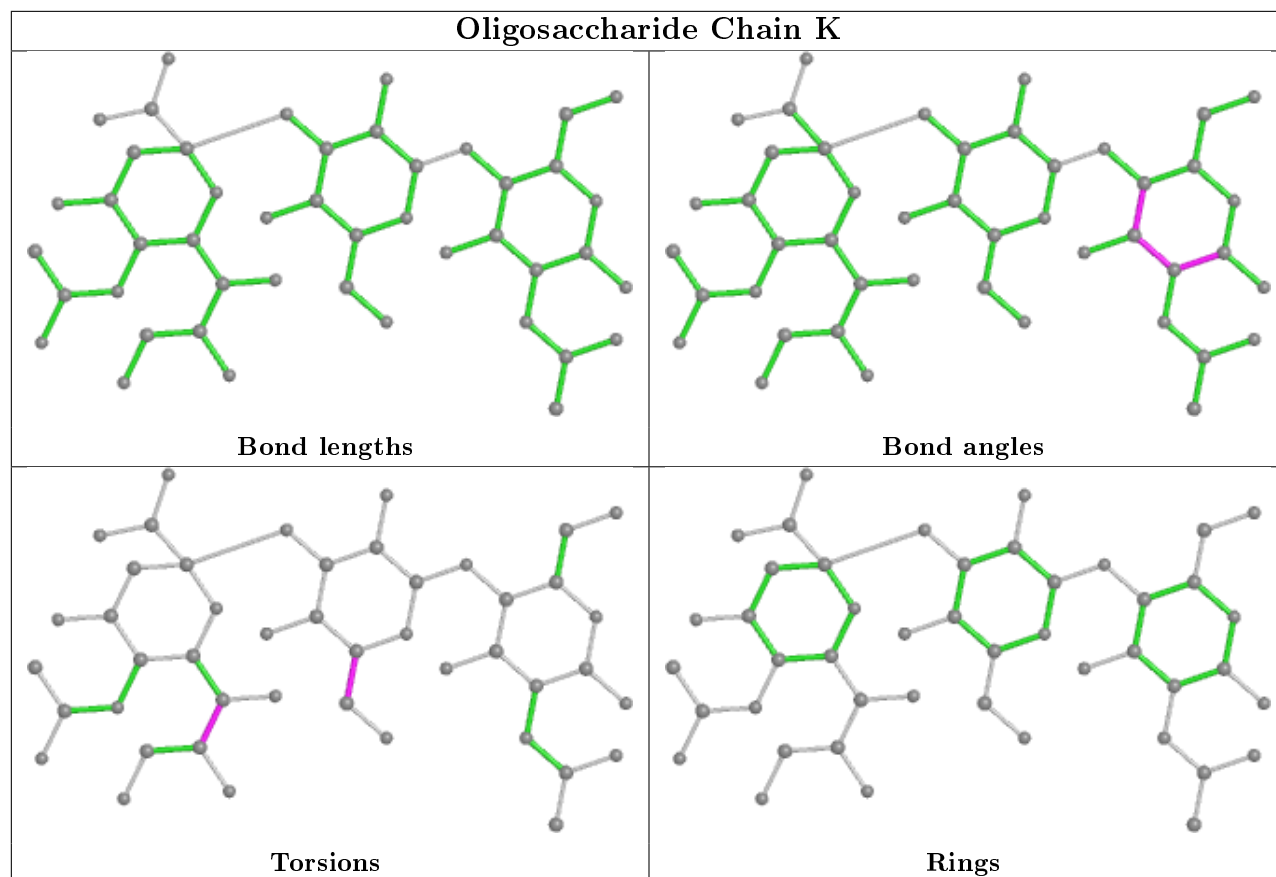 Oligosaccharide Chain K
Bond lengths
Bond angles
Torsions
Rings